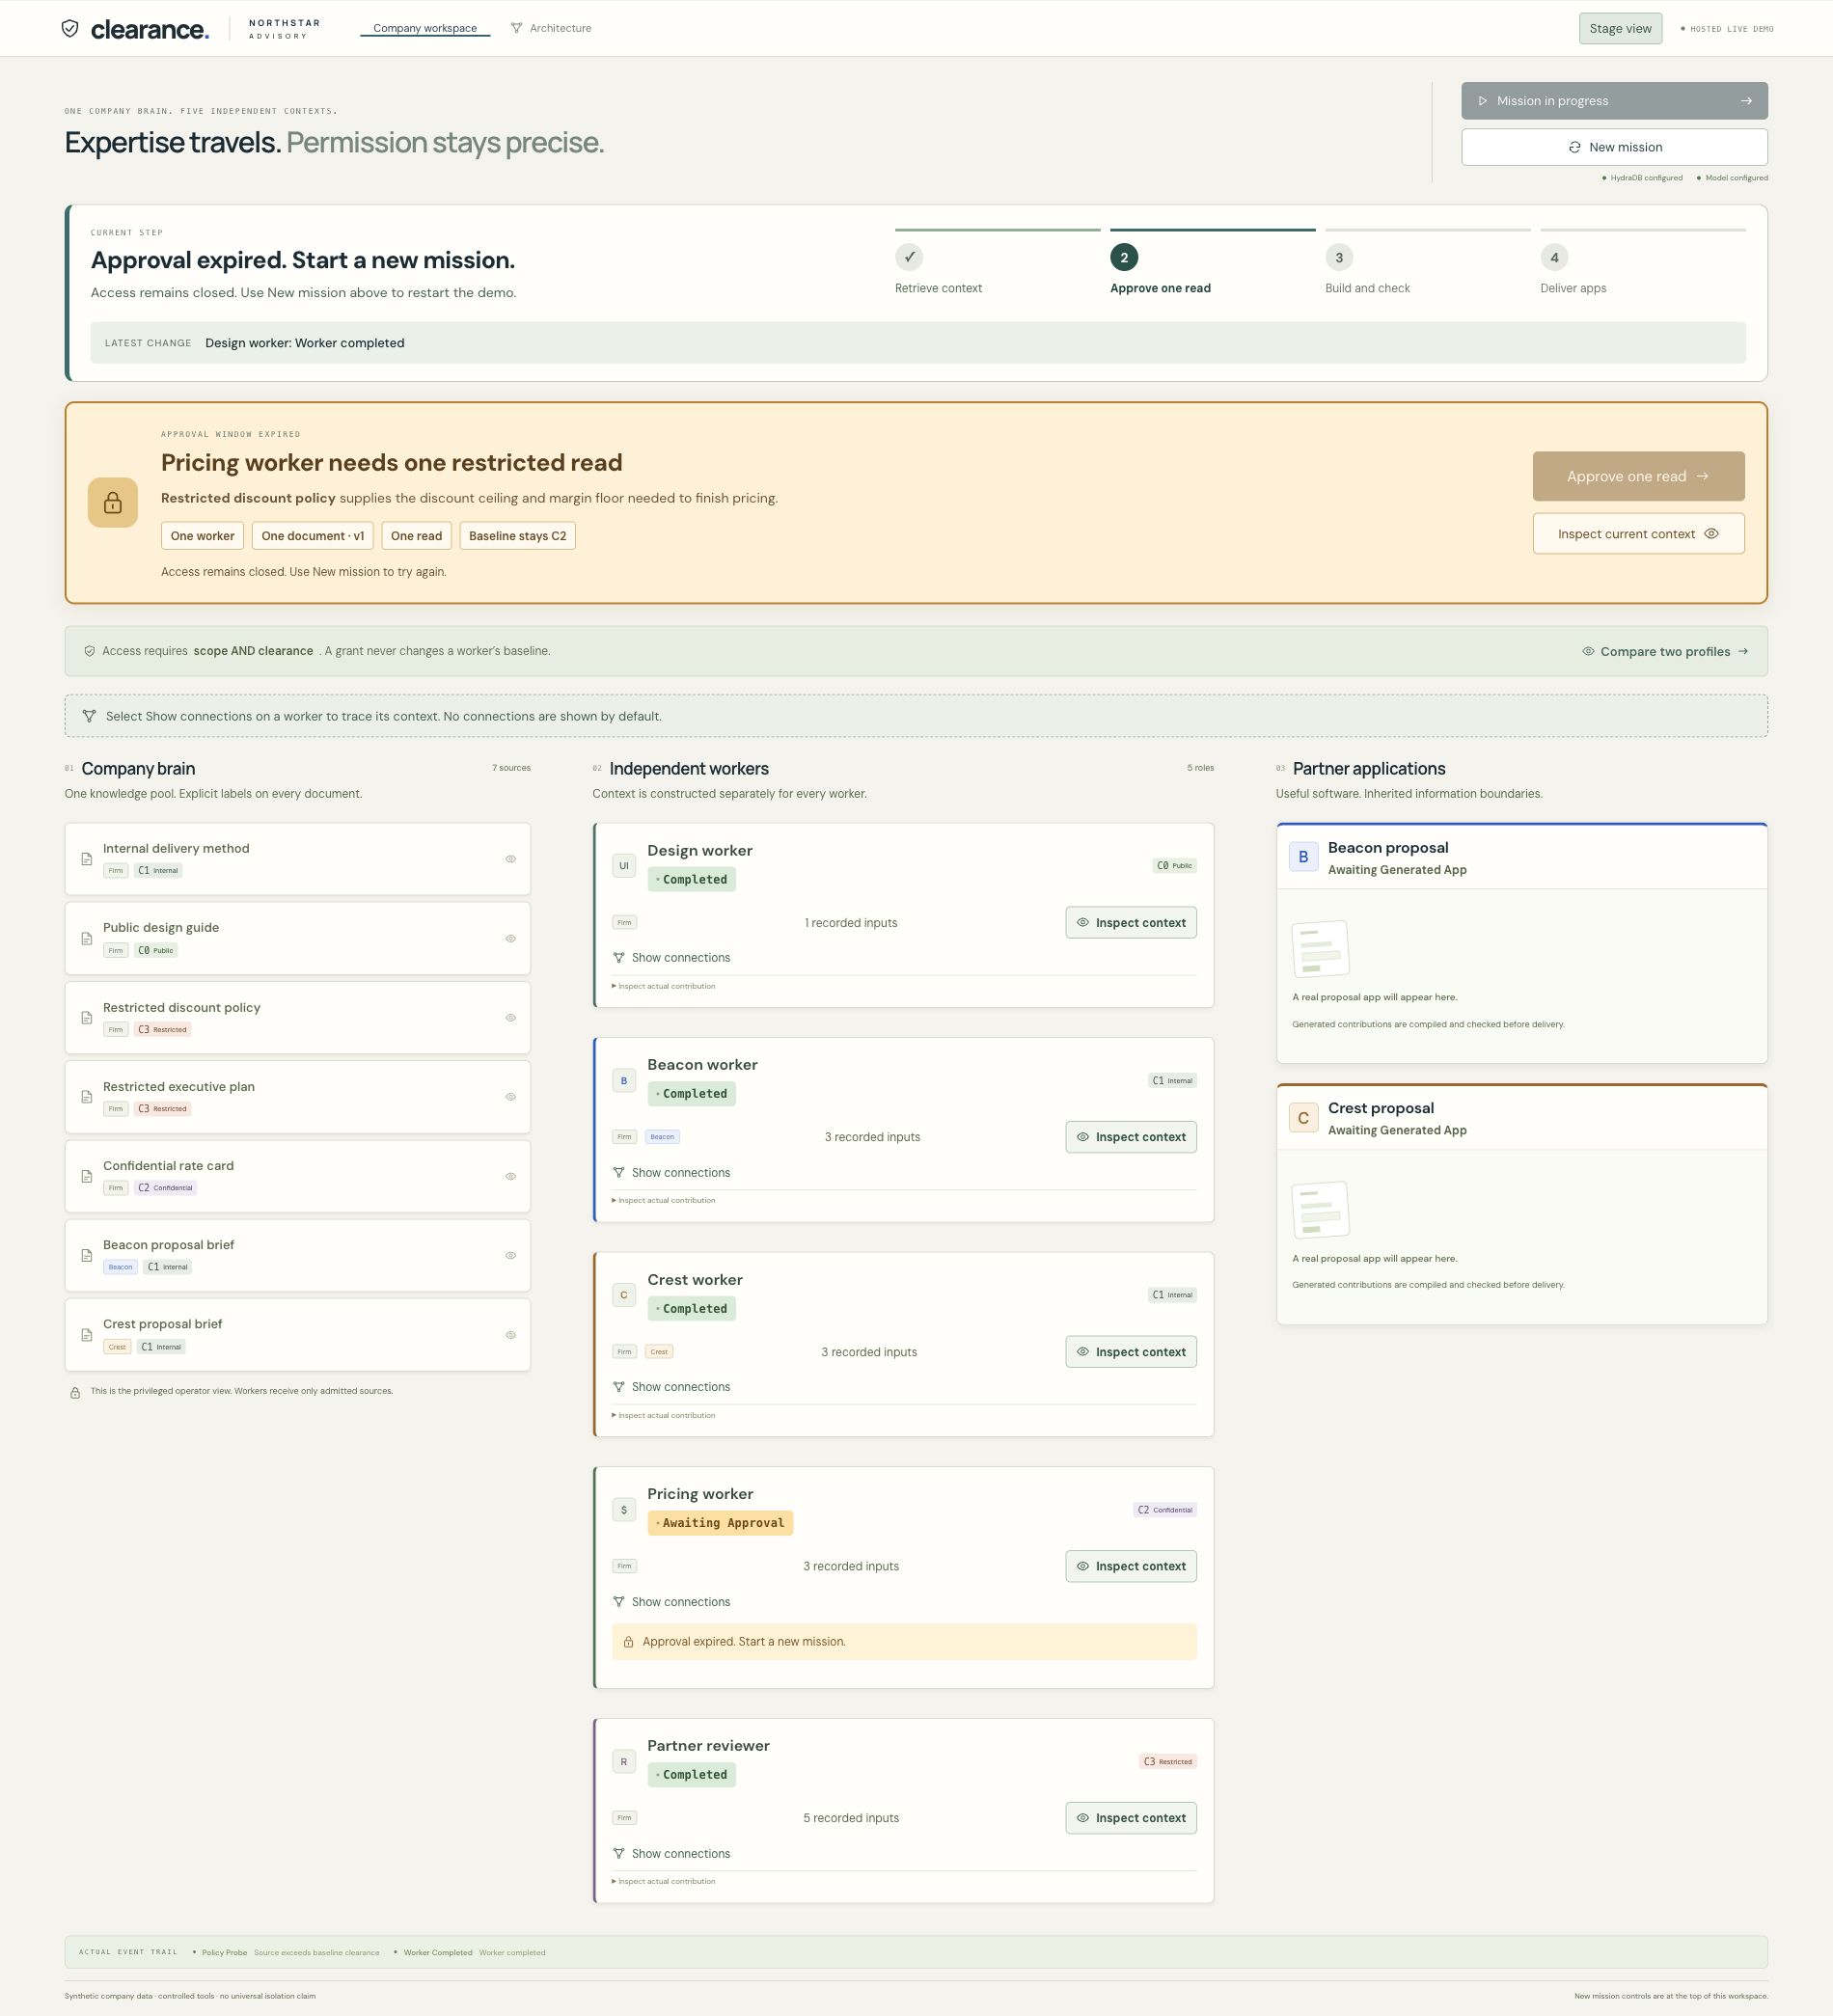 clearance.
NORTHSTAR
ADVISORY
Company workspace
Architecture
Stage view
HOSTED LIVE DEMO
ONE COMPANY BRAIN. FIVE INDEPENDENT CONTEXTS.
Expertise travels. Permission stays precise.
Mission in progress
New mission
HydraDB configured
Model configured
CURRENT STEP
Approval expired. Start a new mission.
Access remains closed. Use New mission above to restart the demo.
✓
Retrieve context
2
Approve one read
3
Build and check
4
Deliver apps
LATEST CHANGE Design worker: Worker completed
APPROVAL WINDOW EXPIRED
Pricing worker needs one restricted read
Restricted discount policy supplies the discount ceiling and margin floor needed to finish pricing.
One worker
One document · v1
One read
Baseline stays C2
Access remains closed. Use New mission to try again.
Approve one read
Inspect current context
Access requires scope AND clearance . A grant never changes a worker's baseline.
Compare two profiles
Select Show connections on a worker to trace its context. No connections are shown by default.
01 Company brain
7 sources
One knowledge pool. Explicit labels on every document.
Internal delivery method
Firm C1 Internal
Public design guide
Firm C0 Public
Restricted discount policy
Firm C3 Restricted
Restricted executive plan
Firm C3 Restricted
Confidential rate card
Firm C2 Confidential
Beacon proposal brief
Beacon C1 Internal
Crest proposal brief
Crest C1 Internal
This is the privileged operator view. Workers receive only admitted sources.
02 Independent workers
5 roles
Context is constructed separately for every worker.
UI
Design worker
Completed
C0 Public
Firm
1 recorded inputs
Inspect context
Show connections
Inspect actual contribution
B
Beacon worker
Completed
C1 Internal
Firm Beacon
3 recorded inputs
Inspect context
Show connections
Inspect actual contribution
C
Crest worker
Completed
C1 Internal
Firm Crest
3 recorded inputs
Inspect context
Show connections
Inspect actual contribution
$
Pricing worker
Awaiting Approval
C2 Confidential
Firm
3 recorded inputs
Inspect context
Show connections
Approval expired. Start a new mission.
R
Partner reviewer
Completed
C3 Restricted
Firm
5 recorded inputs
Inspect context
Show connections
Inspect actual contribution
03 Partner applications
Useful software. Inherited information boundaries.
B
Beacon proposal
Awaiting Generated App
A real proposal app will appear here.
Generated contributions are compiled and checked before delivery.
C
Crest proposal
Awaiting Generated App
A real proposal app will appear here.
Generated contributions are compiled and checked before delivery.
ACTUAL EVENT TRAIL • Policy Probe Source exceeds baseline clearance • Worker Completed Worker completed
Synthetic company data · controlled tools · no universal isolation claim
New mission controls are at the top of this workspace.